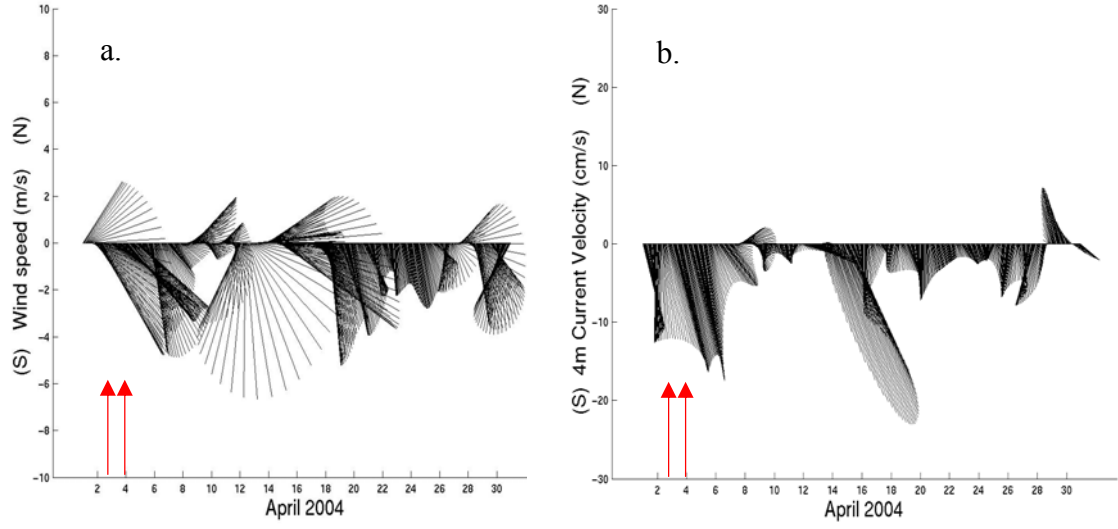 a.
(S) Wind speed (m/s) (N)
10
8
6
4
2
0
−2
−4
−6
−8
−10
2 4 6 8 10 12 14 16 18 20 22 24 26 28 30
April 2004
b.
(S) 4m Current Velocity (cm/s) (N)
30
20
10
0
−10
−20
−30
2 4 6 8 10 12 14 16 18 20 22 24 26 28 30
April 2004